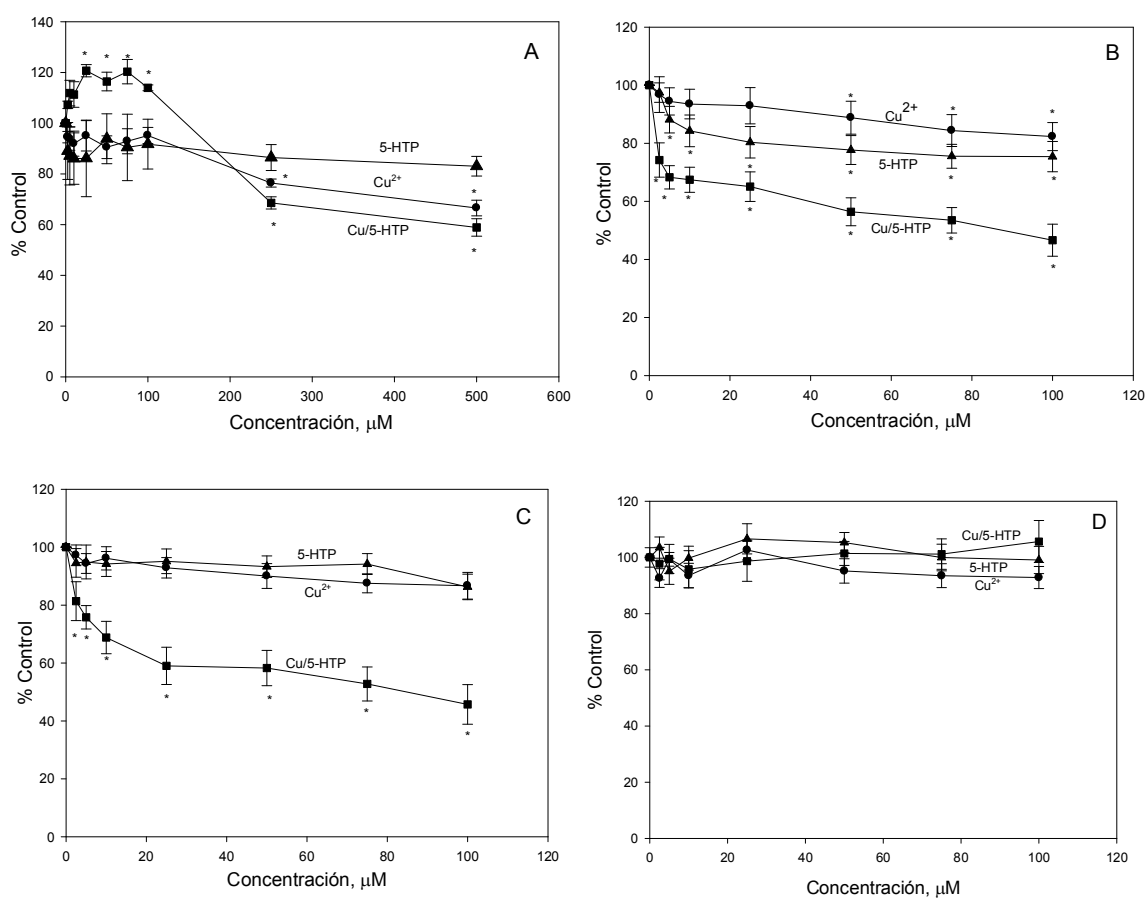 A
140
120
100
80
60
40
20
0
% Control
* * * *
5-HTP
Cu2+
Cu/5-HTP
* * * *
0 100 200 300 400 500 600
Concentración, μM
B
120
100
80
60
40
20
0
% Control
Cu2+
5-HTP
Cu/5-HTP
* * *
* * * * * *
* * * * * * *
0 20 40 60 80 100 120
Concentración, μM
C
120
100
80
60
40
20
0
% Control
5-HTP
Cu2+
Cu/5-HTP
* * * * * * *
0 20 40 60 80 100 120
Concentración, μM
D
120
100
80
60
40
20
0
% Control
Cu/5-HTP
5-HTP
Cu2+
0 20 40 60 80 100 120
Concentración, μM